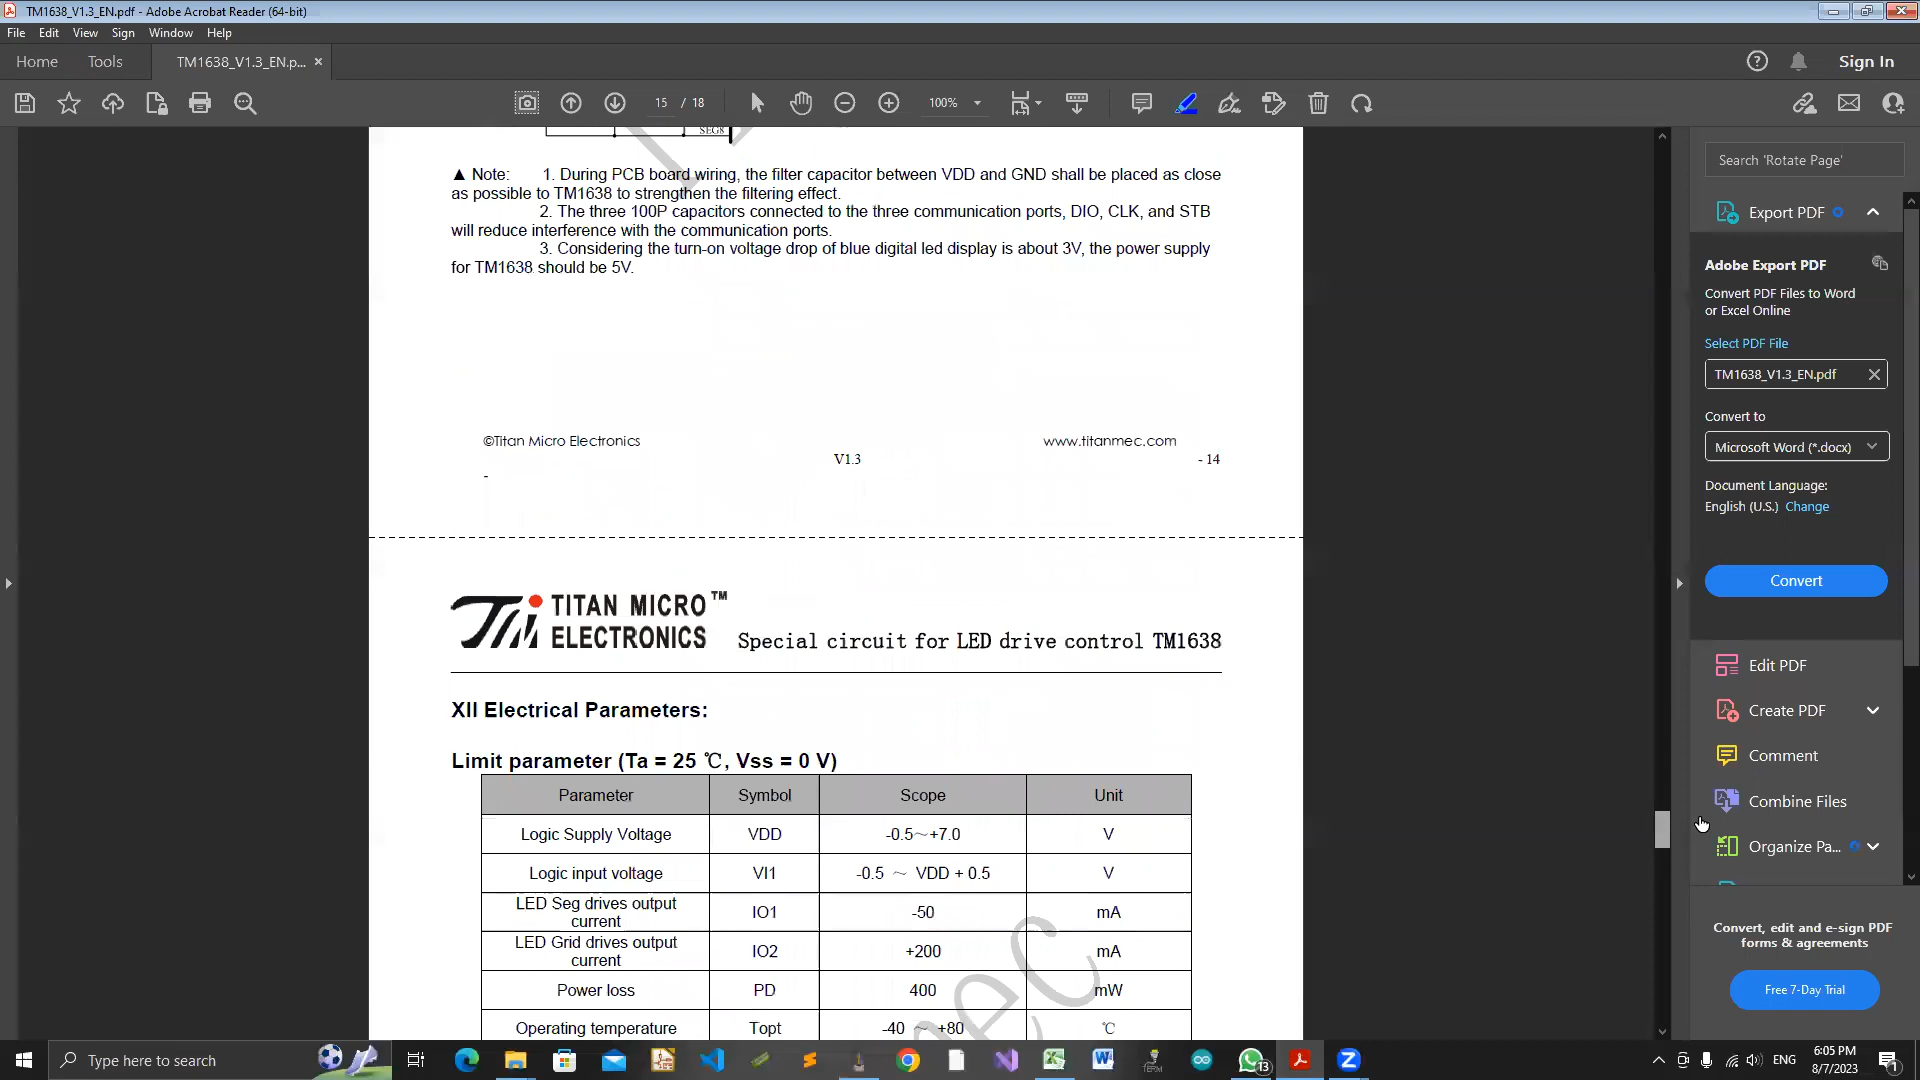 TM1638_V1.3_EN.pdf - Adobe Acrobat Reader (64-bit)
File Edit View Sign Window Help
Home Tools TM1638_V1.3_EN.p... × Sign In
15 / 18 100%
SEG8
▲ Note: 1. During PCB board wiring, the filter capacitor between VDD and GND shall be placed as close
as possible to TM1638 to strengthen the filtering effect.
2. The three 100P capacitors connected to the three communication ports, DIO, CLK, and STB
will reduce interference with the communication ports.
3. Considering the turn-on voltage drop of blue digital led display is about 3V, the power supply
for TM1638 should be 5V.
©Titan Micro Electronics www.titanmec.com
V1.3 - 14
-
TITAN MICRO ™
ELECTRONICS Special circuit for LED drive control TM1638
XII Electrical Parameters:
Limit parameter (Ta = 25 ℃, Vss = 0 V)
Parameter Symbol Scope Unit
Logic Supply Voltage VDD -0.5～+7.0 V
Logic input voltage VI1 -0.5 ～ VDD + 0.5 V
LED Seg drives output
current IO1 -50 mA
LED Grid drives output
current IO2 +200 mA
Power loss PD 400 mW
Operating temperature Topt -40 ～ +80 ℃
Search 'Rotate Page'
Export PDF
Adobe Export PDF
Convert PDF Files to Word
or Excel Online
Select PDF File
TM1638_V1.3_EN.pdf
Convert to
Microsoft Word (*.docx)
Document Language:
English (U.S.) Change
Convert
Edit PDF
Create PDF
Comment
Combine Files
Organize Pa...
Convert, edit and e-sign PDF
forms & agreements
Free 7-Day Trial
Type here to search
13
ENG
6:05 PM
8/7/2023
1